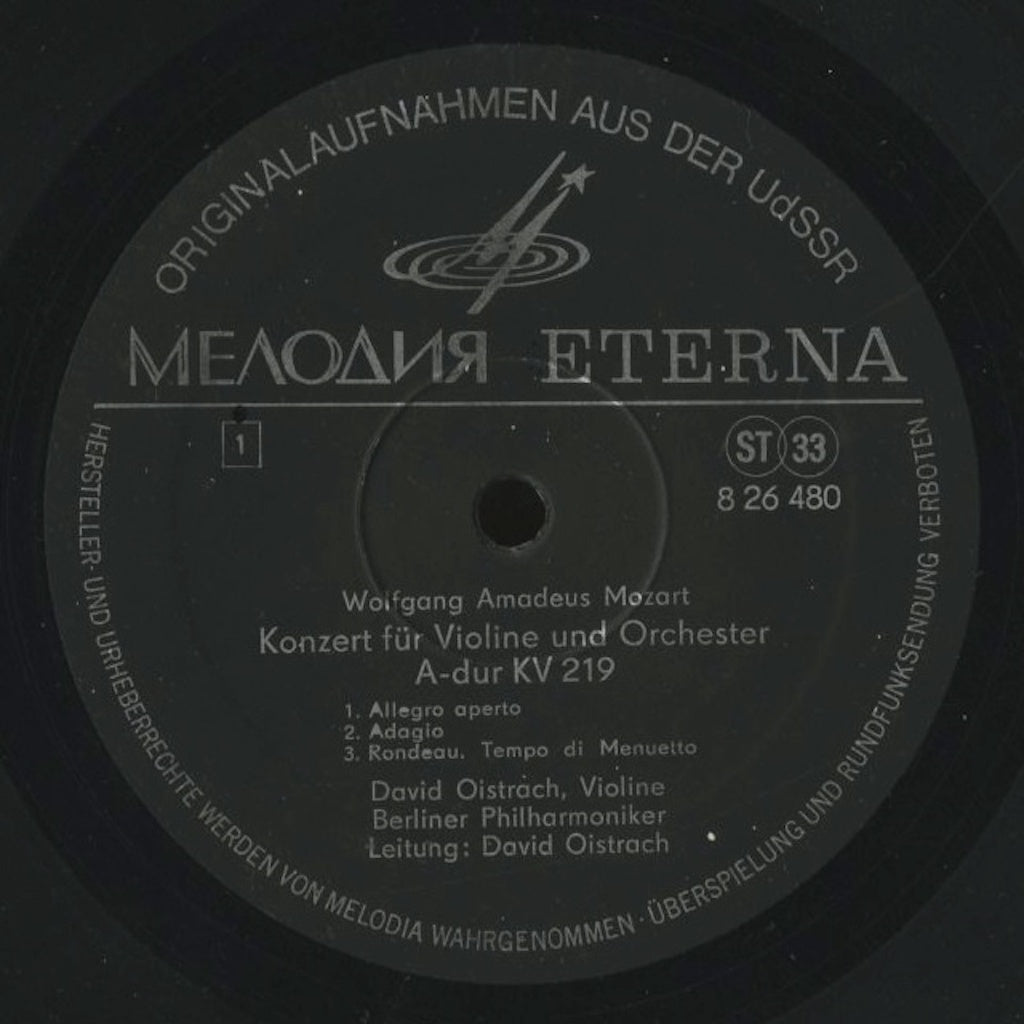 ORIGINALAUFNAHMEN AUS DER UdSSR
МЕЛОДИЯ ETERNA
1
ST 33
8 26 480
Wolfgang Amadeus Mozart
Konzert für Violine und Orchester
A-dur KV 219
1. Allegro aperto
2. Adagio
3. Rondeau. Tempo di Menuetto
David Oistrach, Violine
Berliner Philharmoniker
Leitung: David Oistrach
HERSTELLER- UND URHEBERRECHTE WERDEN VON MELODIA WAHRGENOMMEN · ÜBERSPIELUNG UND RUNDFUNKSENDUNG VERBOTEN